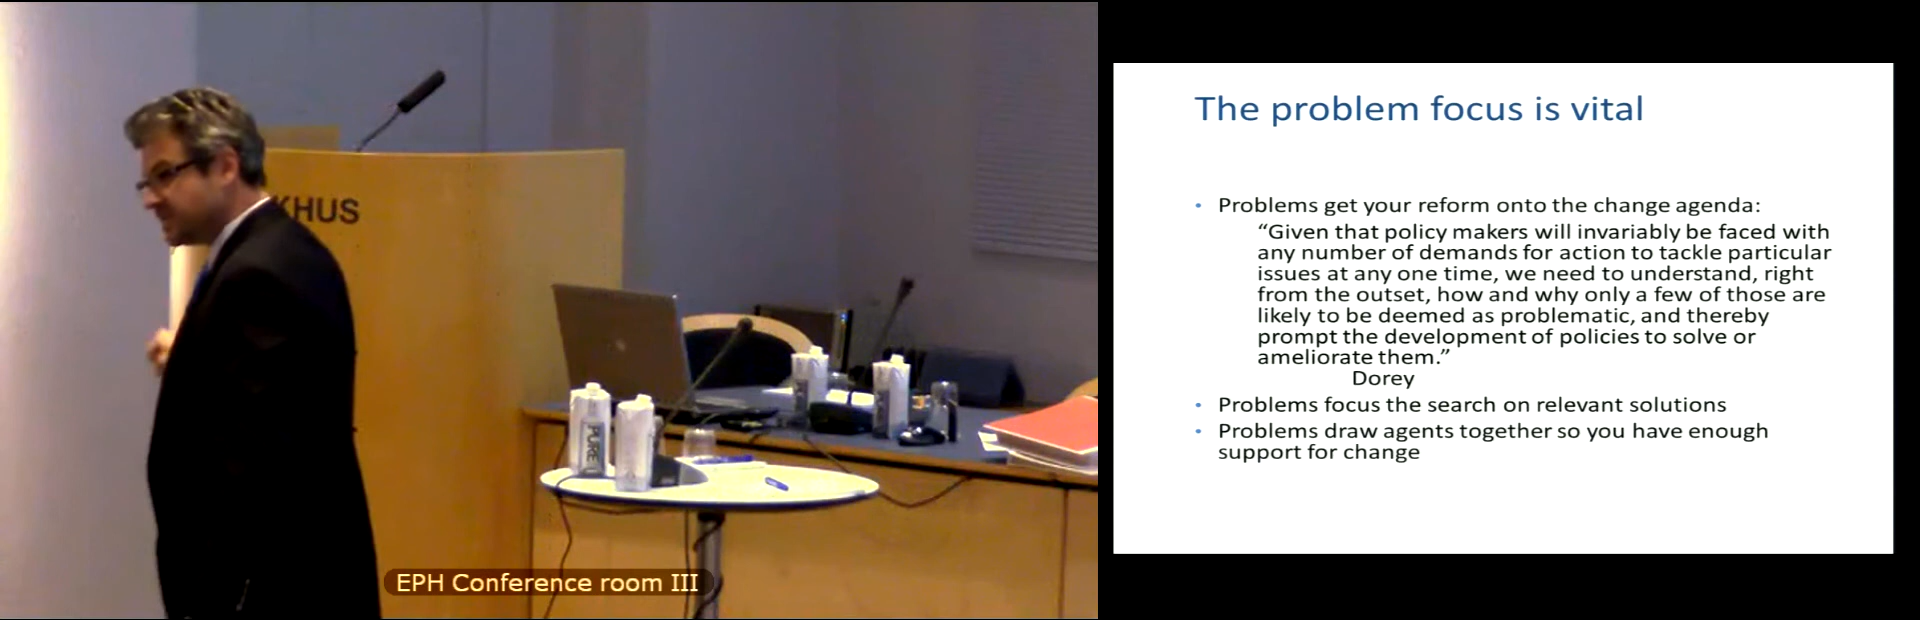 KHUS
PURE
EPH Conference room III
The problem focus is vital
• Problems get your reform onto the change agenda:
“Given that policy makers will invariably be faced with
any number of demands for action to tackle particular
issues at any one time, we need to understand, right
from the outset, how and why only a few of those are
likely to be deemed as problematic, and thereby
prompt the development of policies to solve or
ameliorate them.”
Dorey
• Problems focus the search on relevant solutions
• Problems draw agents together so you have enough
support for change